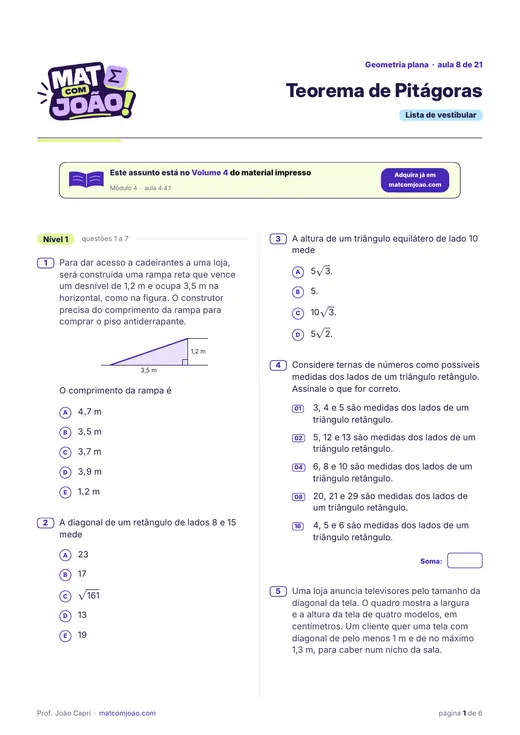 MAT Σ
COM
JOÃO!
Geometria plana · aula 8 de 21
Teorema de Pitágoras
Lista de vestibular
Este assunto está no Volume 4 do material impresso
Módulo 4 · aula 4.4.1
Adquira já em
matcomjoao.com
Nível 1 questões 1 a 7
1 Para dar acesso a cadeirantes a uma loja,
será construída uma rampa reta que vence
um desnível de 1,2 m e ocupa 3,5 m na
horizontal, como na figura. O construtor
precisa do comprimento da rampa para
comprar o piso antiderrapante.
1,2 m
3,5 m
O comprimento da rampa é
A 4,7 m
B 3,5 m
C 3,7 m
D 3,9 m
E 1,2 m
2 A diagonal de um retângulo de lados 8 e 15
mede
A 23
B 17
C √161
D 13
E 19
3 A altura de um triângulo equilátero de lado 10
mede
A 5√3.
B 5.
C 10√3.
D 5√2.
4 Considere ternas de números como possíveis
medidas dos lados de um triângulo retângulo.
Assinale o que for correto.
01 3, 4 e 5 são medidas dos lados de um
triângulo retângulo.
02 5, 12 e 13 são medidas dos lados de um
triângulo retângulo.
04 6, 8 e 10 são medidas dos lados de um
triângulo retângulo.
08 20, 21 e 29 são medidas dos lados de
um triângulo retângulo.
16 4, 5 e 6 são medidas dos lados de um
triângulo retângulo.
Soma:
5 Uma loja anuncia televisores pelo tamanho da
diagonal da tela. O quadro mostra a largura
e a altura da tela de quatro modelos, em
centímetros. Um cliente quer uma tela com
diagonal de pelo menos 1 m e de no máximo
1,3 m, para caber num nicho da sala.
Prof. João Capri · matcomjoao.com
página 1 de 6